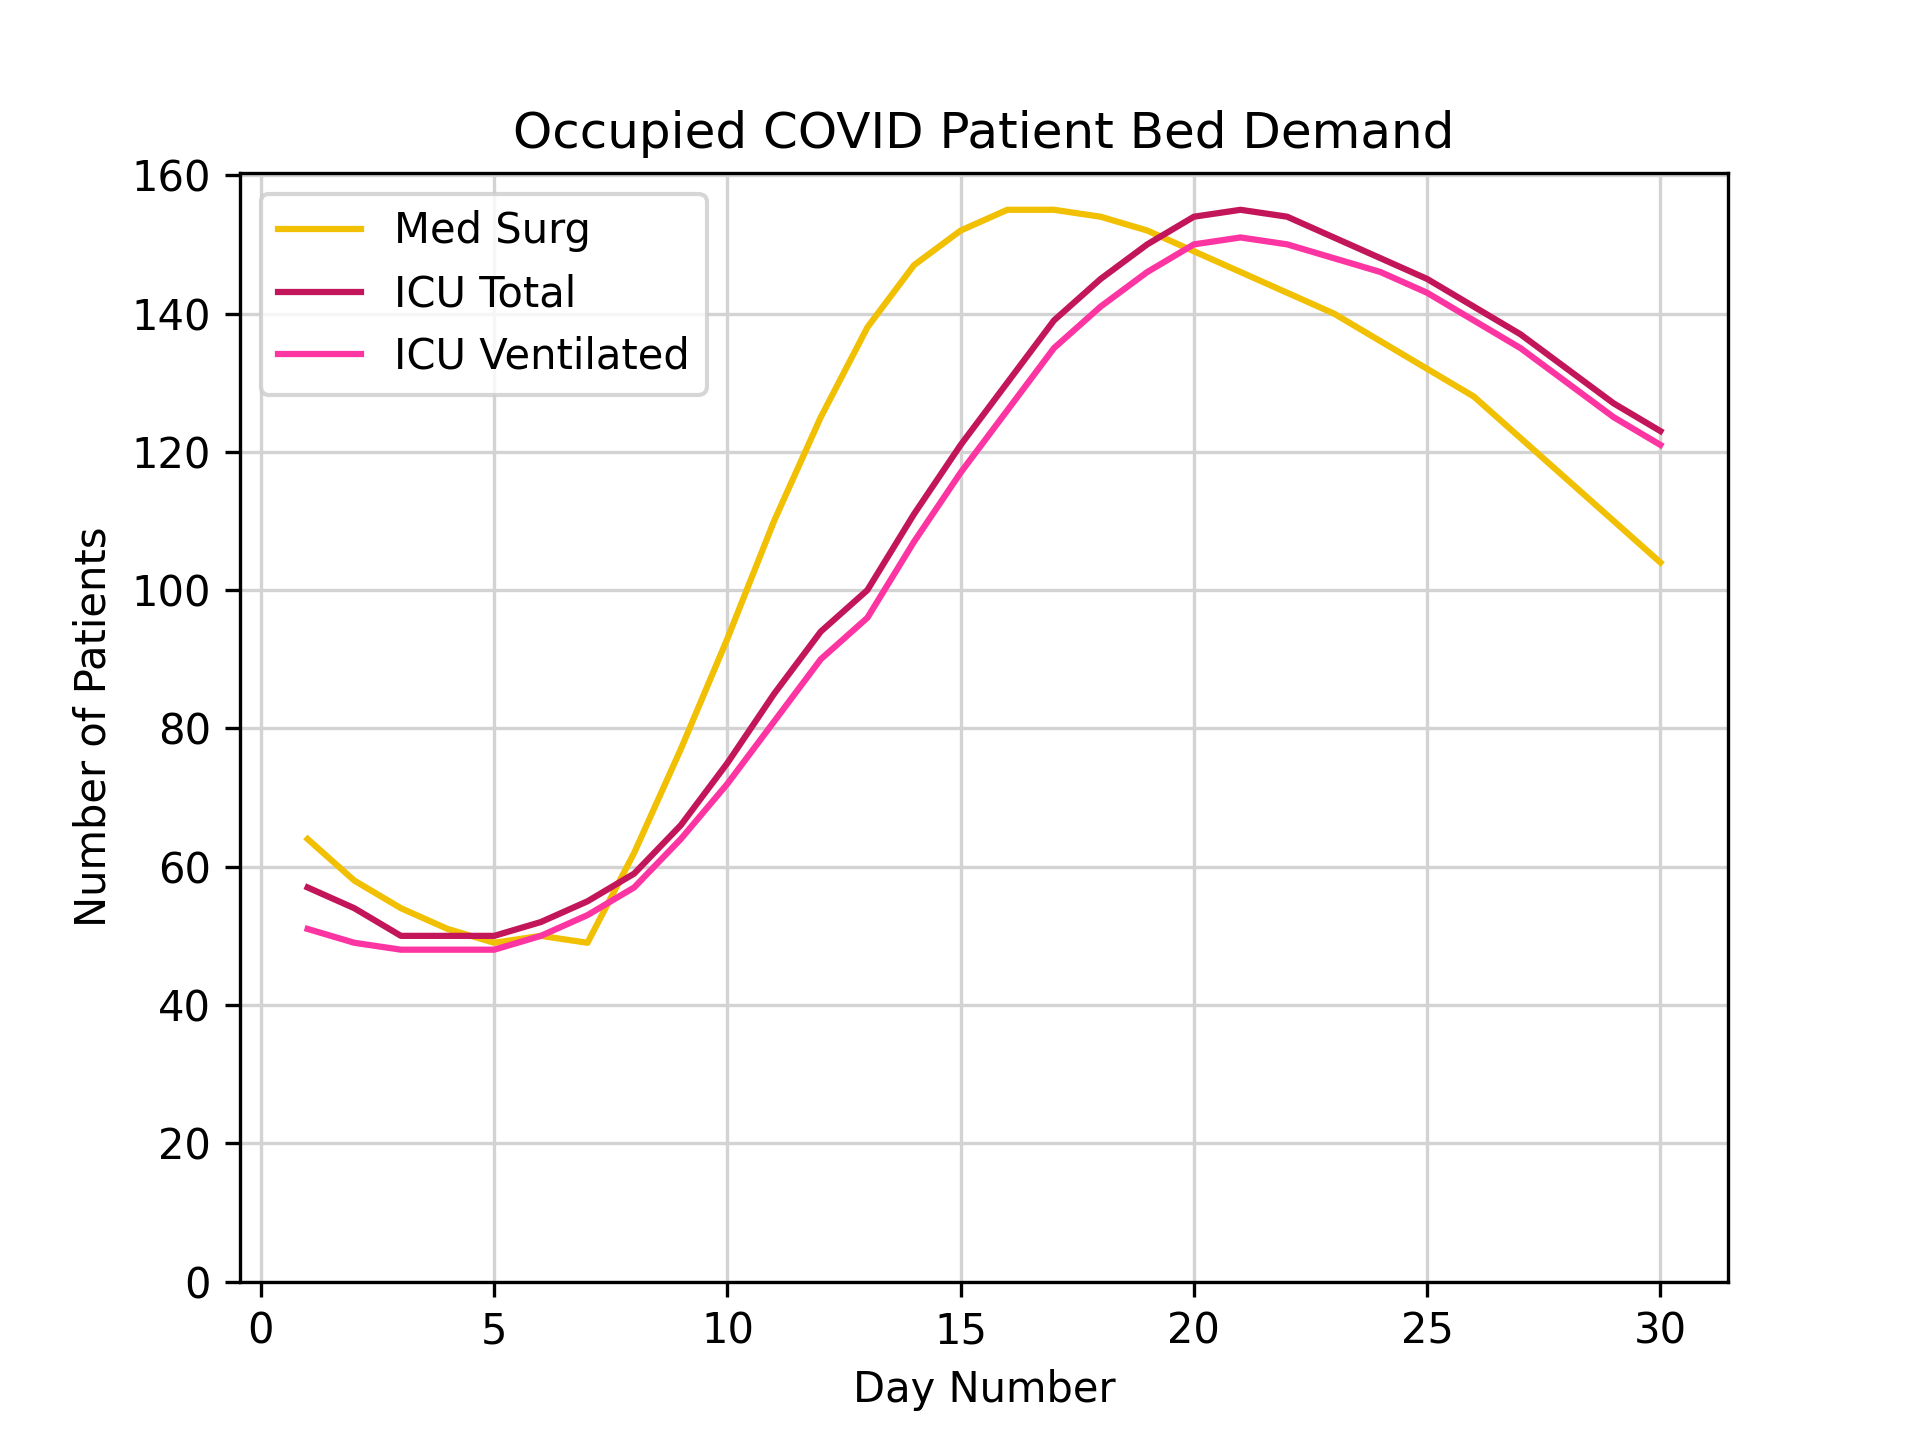 Occupied COVID Patient Bed Demand
160
140
120
100
80
60
40
20
0
Number of Patients
Med Surg
ICU Total
ICU Ventilated
0 5 10 15 20 25 30
Day Number